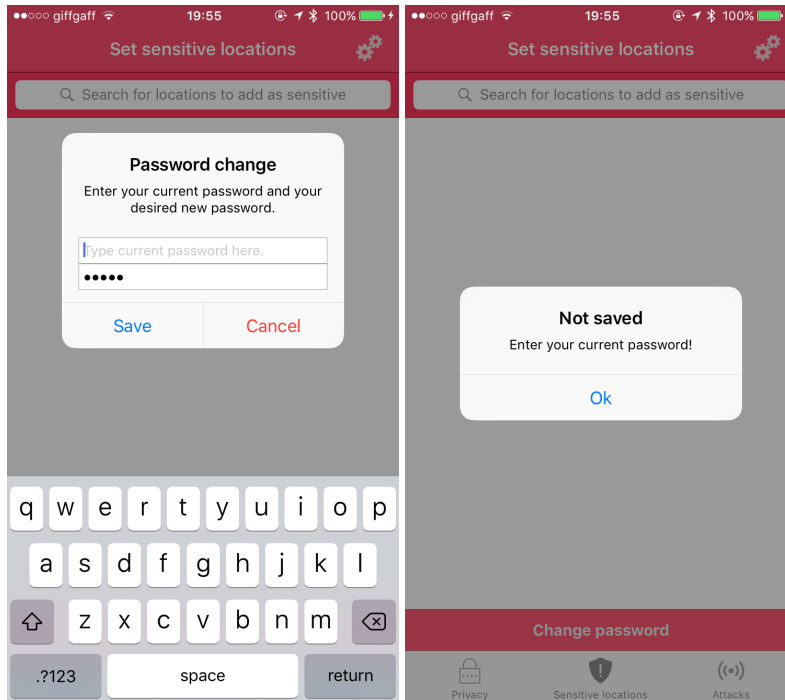 giffgaff 19:55 100%
Set sensitive locations
Search for locations to add as sensitive
Password change
Enter your current password and your
desired new password.
Type current password here.
•••••
Save Cancel
q w e r t y u i o p
a s d f g h j k l
z x c v b n m
.?123 space return
giffgaff 19:55 100%
Set sensitive locations
Search for locations to add as sensitive
Not saved
Enter your current password!
Ok
Change password
Privacy Sensitive locations Attacks